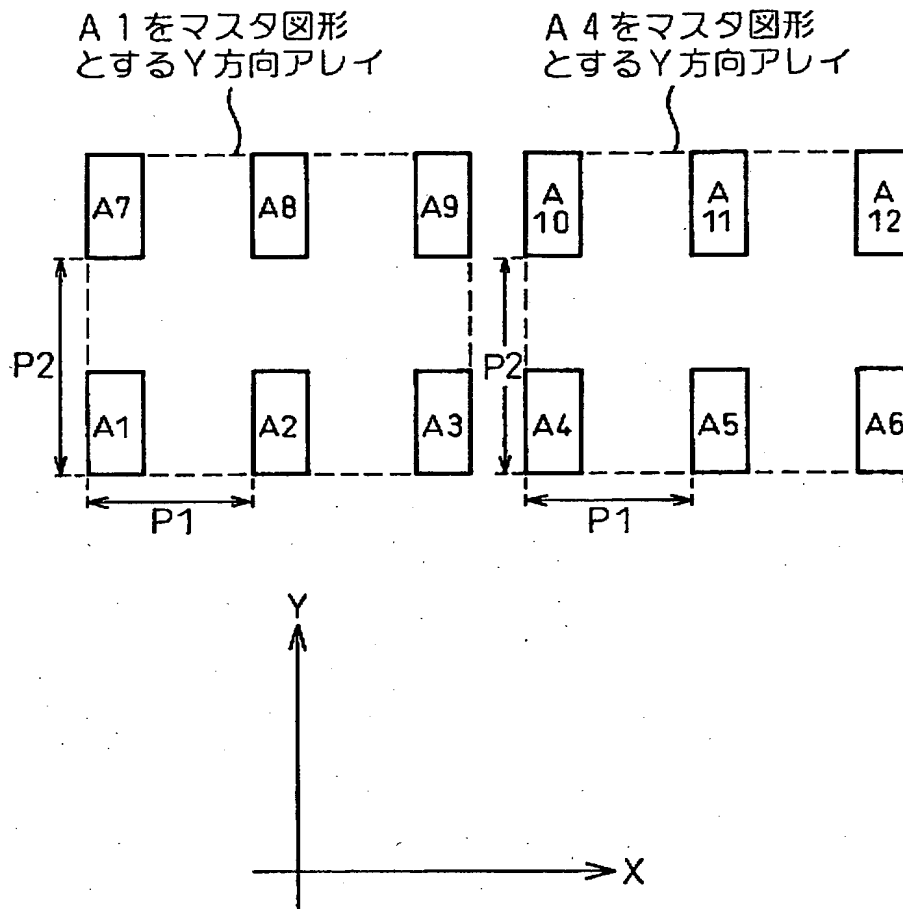 A1をマスタ図形
とするY方向アレイ
A4をマスタ図形
とするY方向アレイ
A7
A8
A9
A
10
A
11
A
12
P2
P2
A1
A2
A3
A4
A5
A6
P1
P1
Y
X